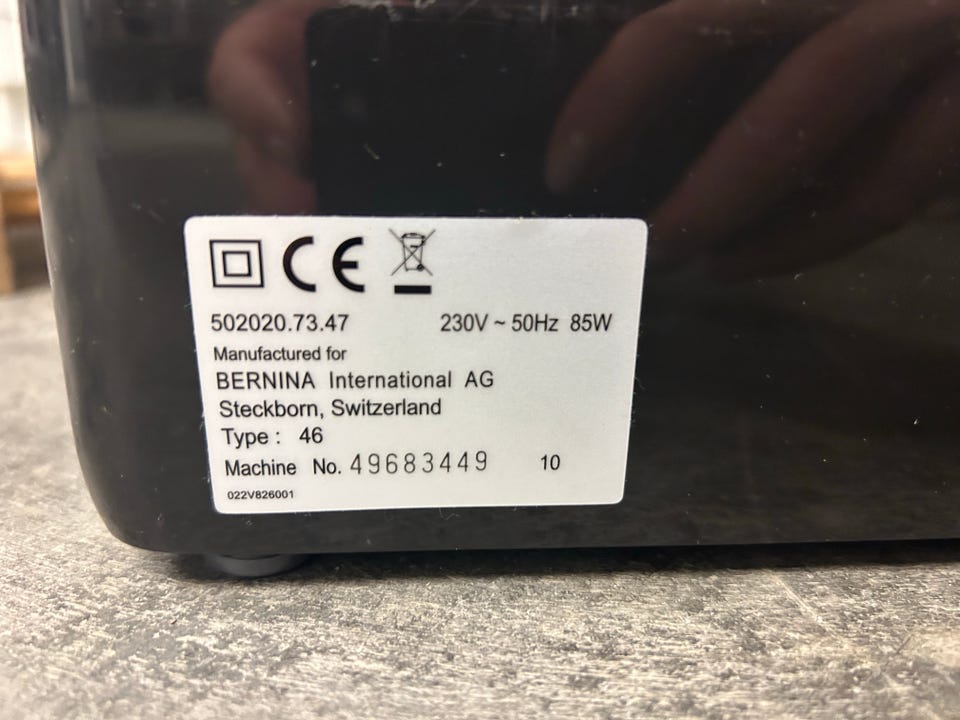 CE
502020.73.47 230V ~ 50Hz 85W
Manufactured for
BERNINA International AG
Steckborn, Switzerland
Type : 46
Machine No. 49683449 10
022V826001